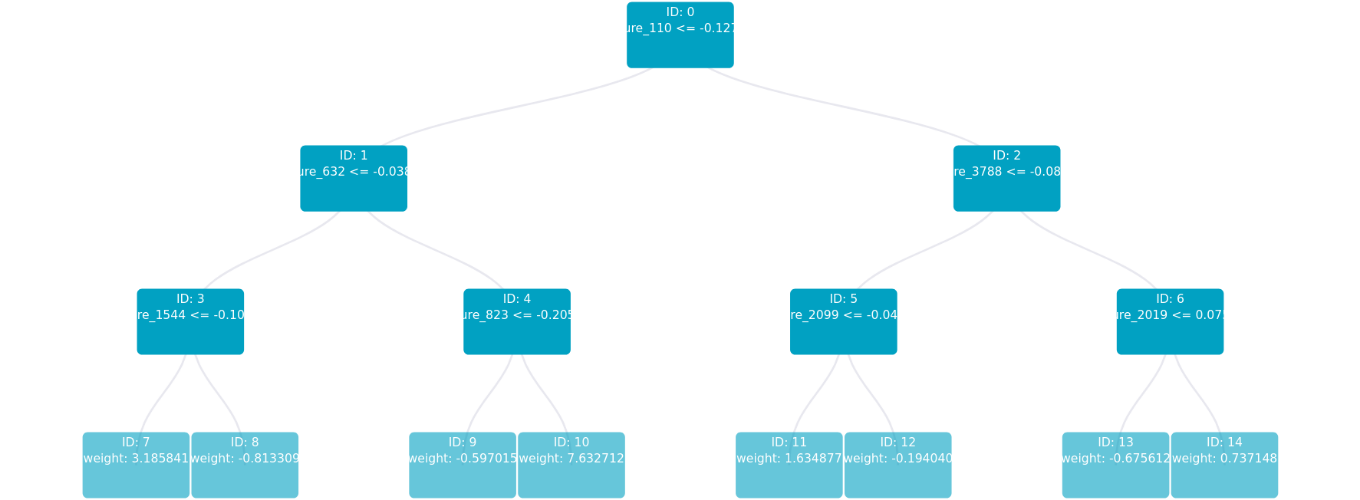 ID: 0
ure_110 <= -0.127
ID: 1
ure_632 <= -0.038
ID: 2
re_3788 <= -0.08
ID: 3
re_1544 <= -0.10
ID: 4
ure_823 <= -0.205
ID: 5
re_2099 <= -0.04
ID: 6
ure_2019 <= 0.07
ID: 7
weight: 3.185841
ID: 8
weight: -0.813309
ID: 9
weight: -0.597015
ID: 10
weight: 7.632712
ID: 11
weight: 1.634877
ID: 12
weight: -0.194040
ID: 13
weight: -0.675612
ID: 14
weight: 0.737148